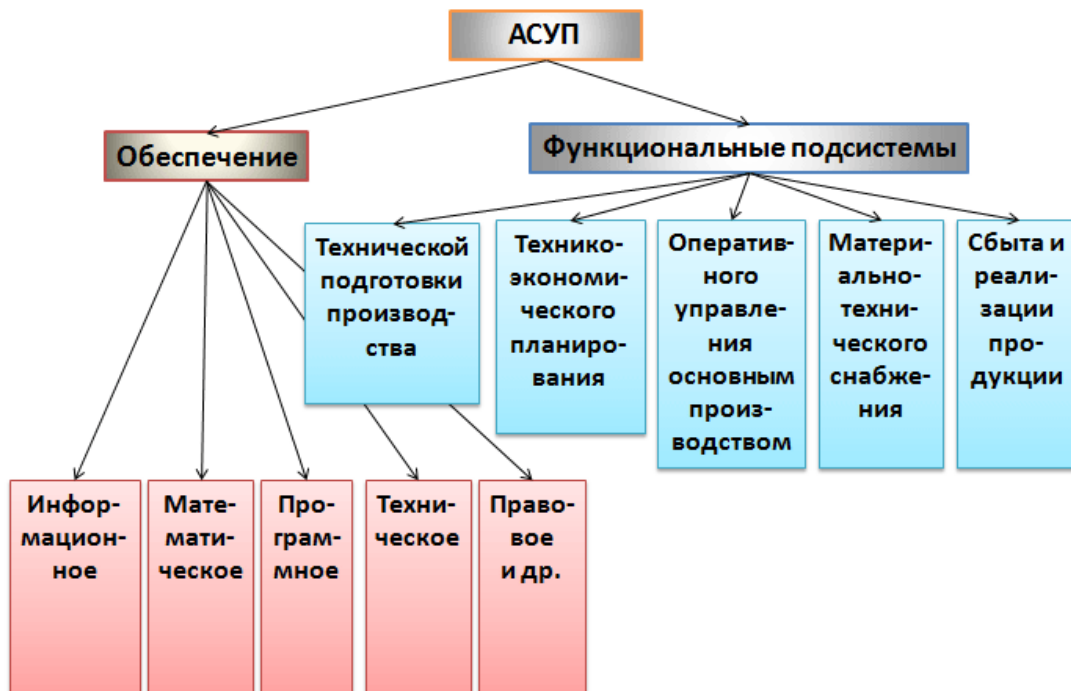 АСУП
Обеспечение
Функциональные подсистемы
Технической
подготовки
производ-
ства
Технико-
экономи-
ческого
планиро-
вания
Оператив-
ного
управле-
ния
основным
произ-
водством
Матери-
ально-
техни-
ческого
снабже-
ния
Сбыта и
реали-
зации
про-
дукции
Инфор-
мацион-
ное
Мате-
мати-
ческое
Про-
грам-
мное
Техни-
ческое
Право-
вое
и др.